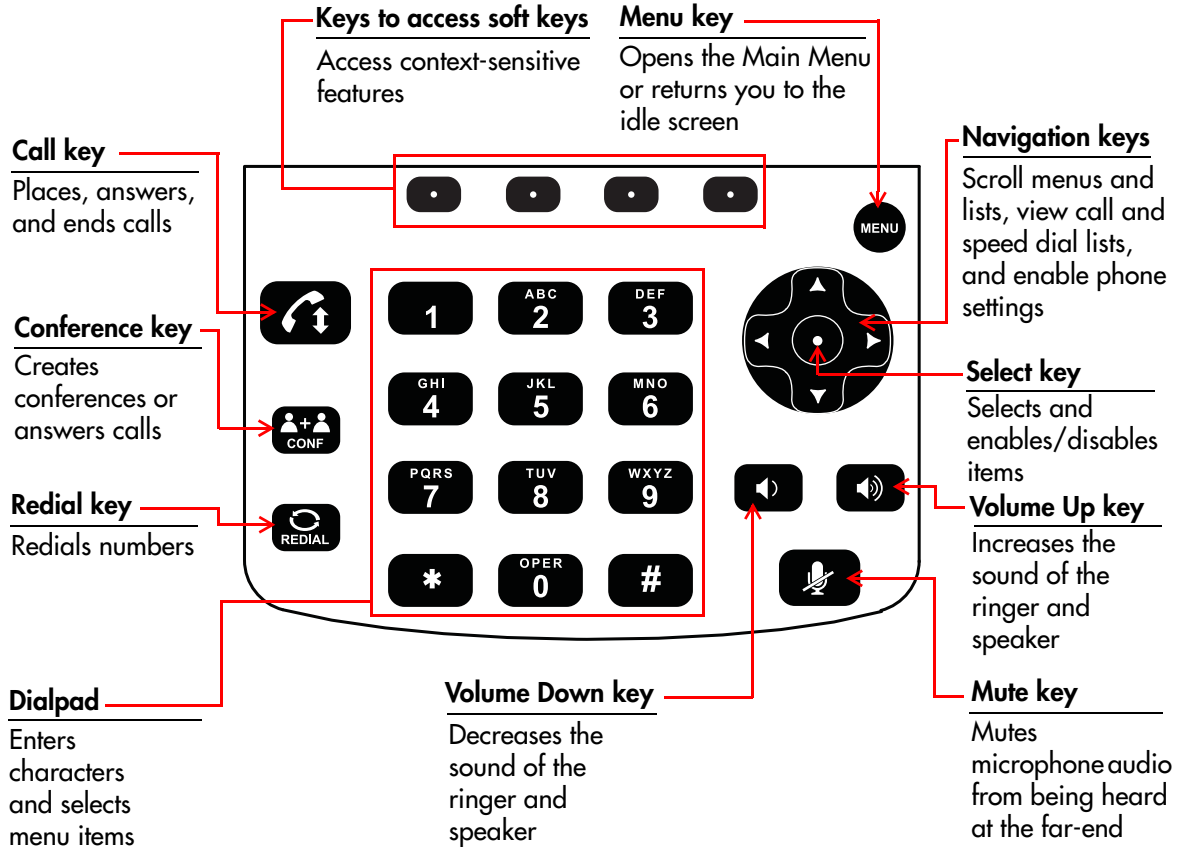 Keys to access soft keys
Access context-sensitive
features
Menu key
Opens the Main Menu
or returns you to the
idle screen
Call key
Places, answers,
and ends calls
Navigation keys
Scroll menus and
lists, view call and
speed dial lists,
and enable phone
settings
MENU
1
ABC
2
DEF
3
Conference key
Creates
conferences or
answers calls
CONF
GHI
4
JKL
5
MNO
6
Select key
Selects and
enables/disables
items
Redial key
Redials numbers
REDIAL
PQRS
7
TUV
8
WXYZ
9
Volume Up key
Increases the
sound of the
ringer and
speaker
*
OPER
0
#
Dialpad
Enters
characters
and selects
menu items
Volume Down key
Decreases the
sound of the
ringer and
speaker
Mute key
Mutes
microphone audio
from being heard
at the far-end